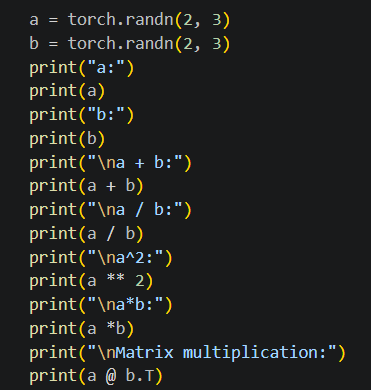 a = torch.randn(2, 3)
b = torch.randn(2, 3)
print("a:")
print(a)
print("b:")
print(b)
print("\na + b:")
print(a + b)
print("\na / b:")
print(a / b)
print("\na^2:")
print(a ** 2)
print("\na*b:")
print(a *b)
print("\nMatrix multiplication:")
print(a @ b.T)